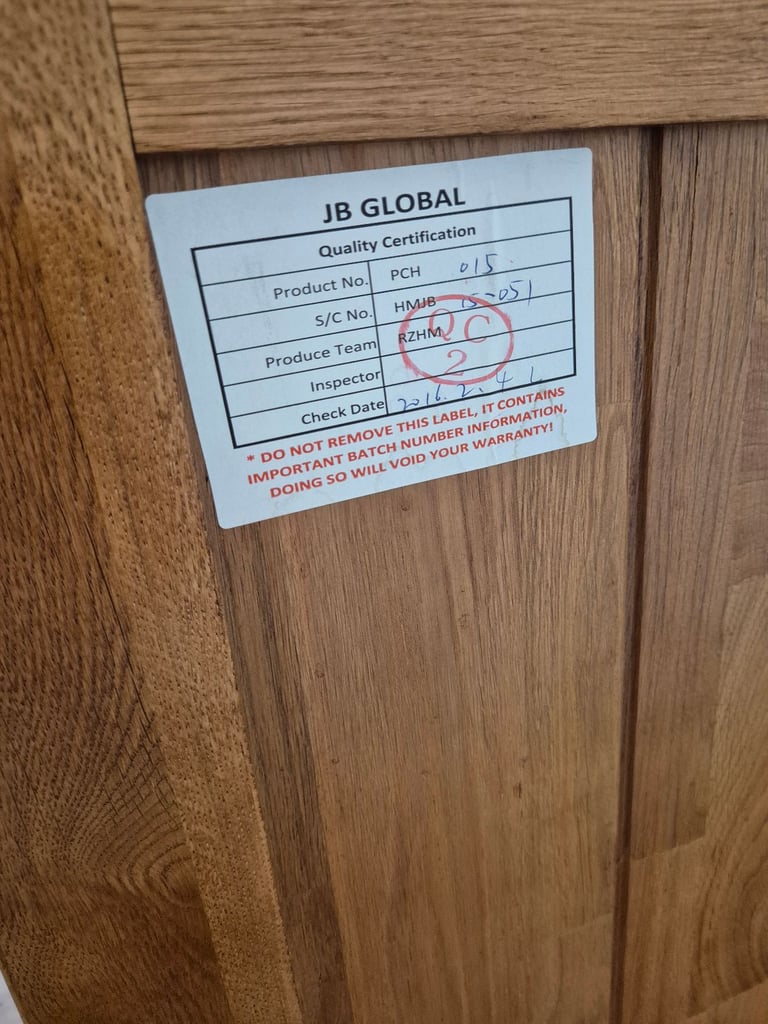 JB GLOBAL
Quality Certification
Product No. PCH 015
S/C No. HMJB 15-051
Produce Team RZHM
Inspector QC 2
Check Date 2016.2.4
* DO NOT REMOVE THIS LABEL, IT CONTAINS
IMPORTANT BATCH NUMBER INFORMATION,
DOING SO WILL VOID YOUR WARRANTY!